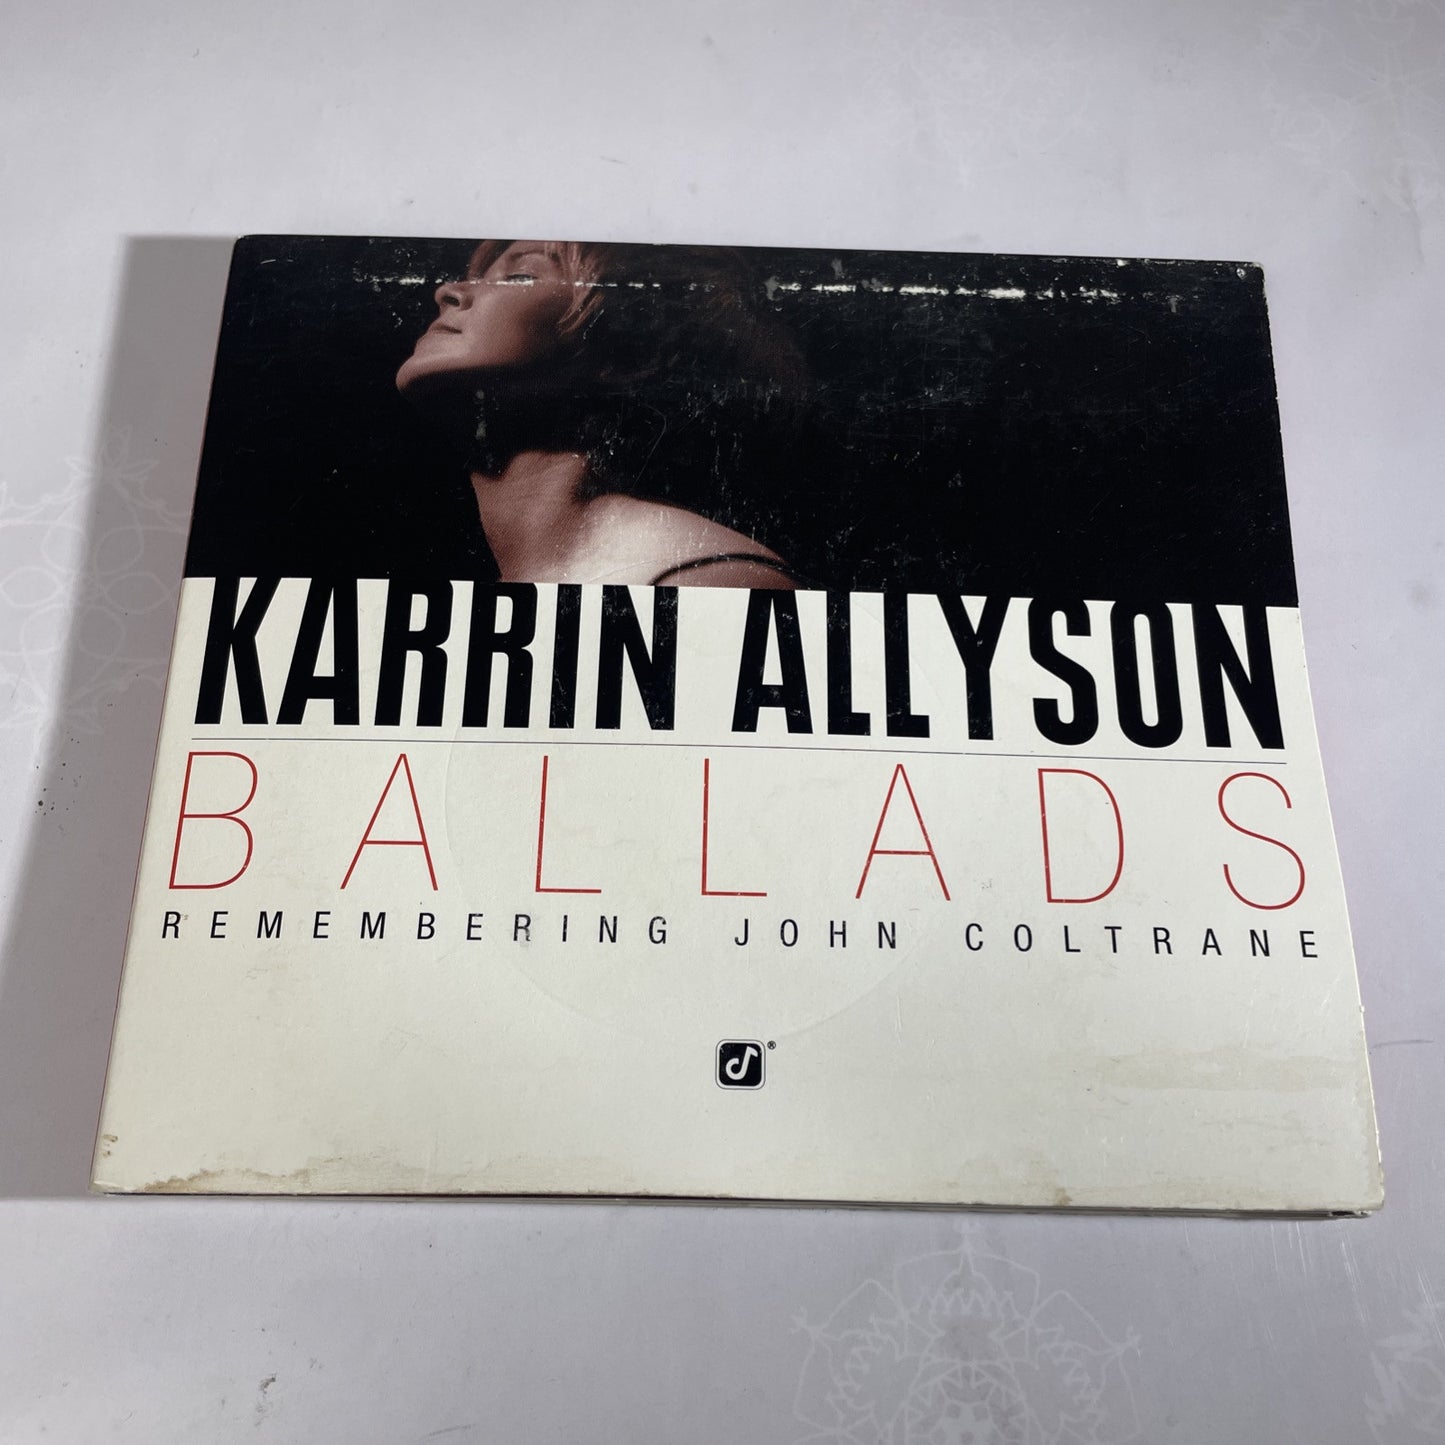 KARRIN ALLYSON
BALLADS
REMEMBERING JOHN COLTRANE
®